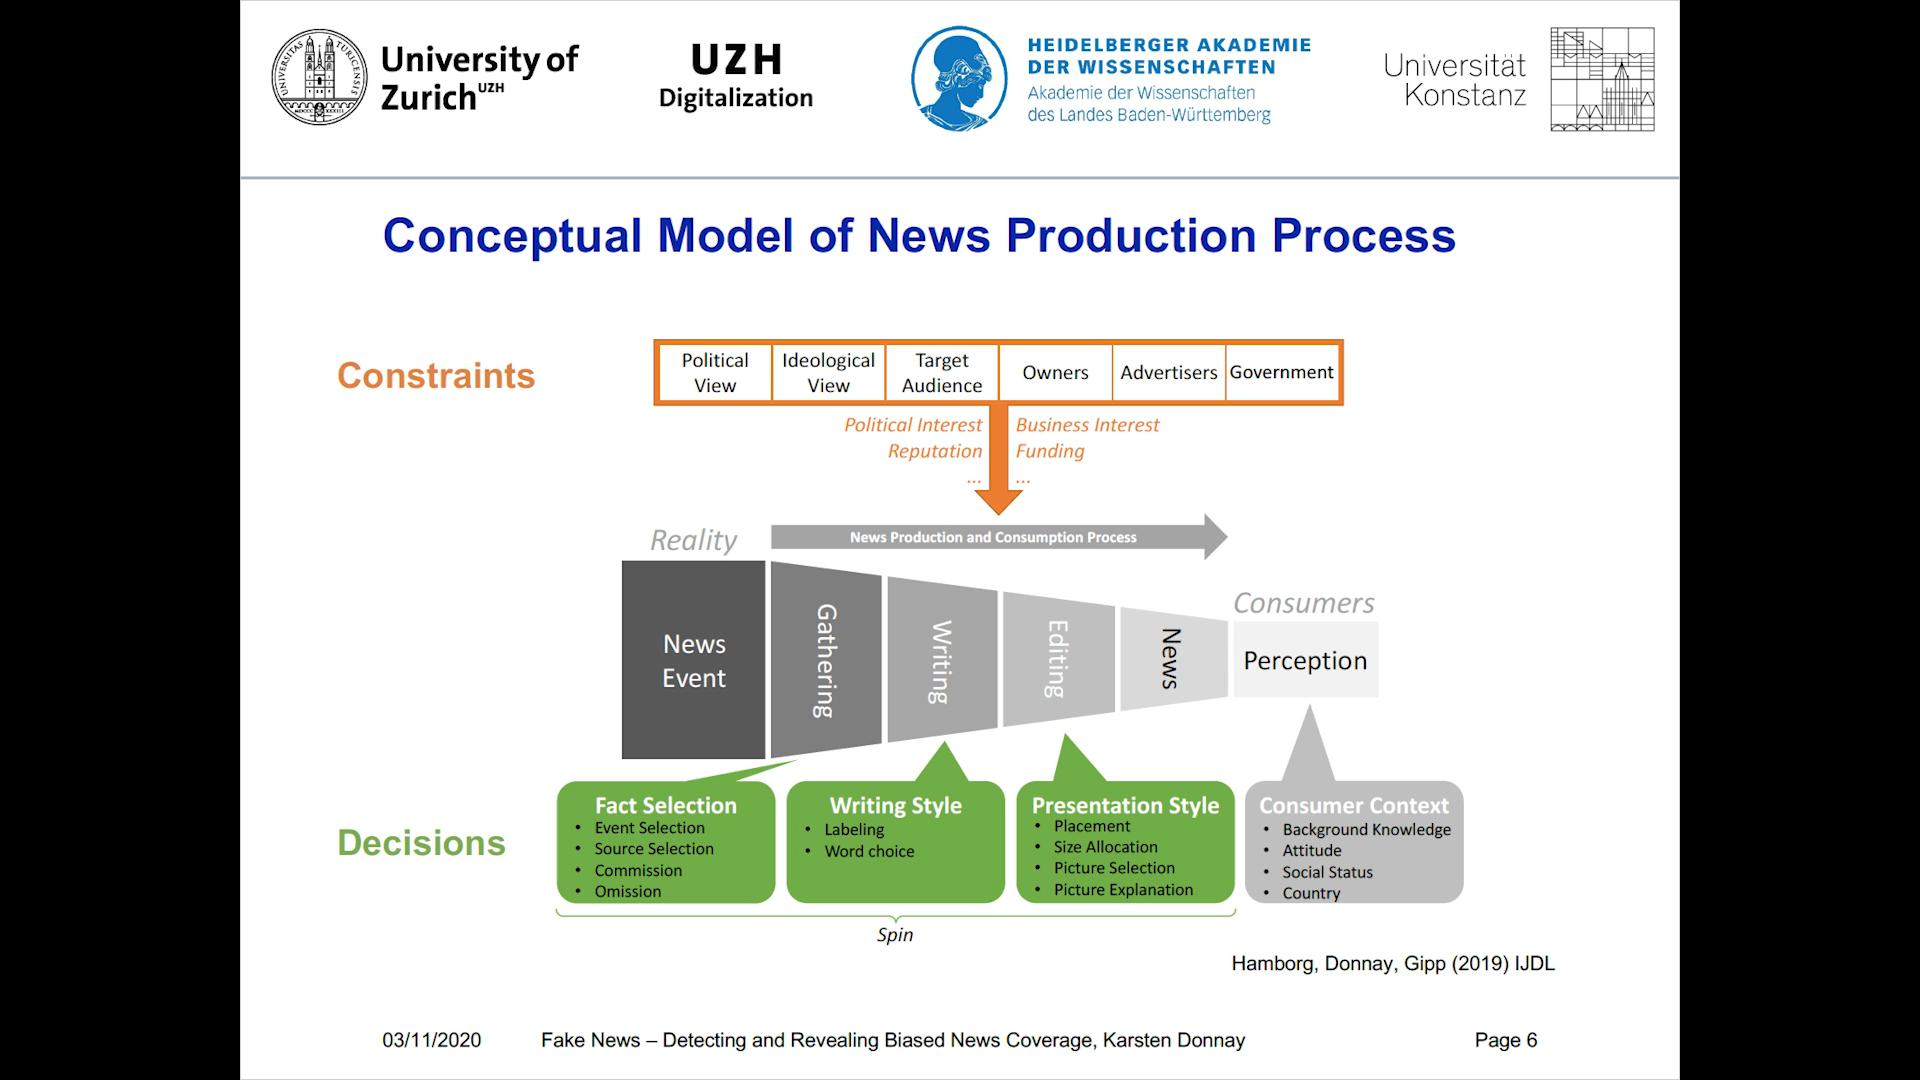 University of
Zurich UZH
UZH
Digitalization
HEIDELBERGER AKADEMIE
DER WISSENSCHAFTEN
Akademie der Wissenschaften
des Landes Baden-Württemberg
Universität
Konstanz
Conceptual Model of News Production Process
Constraints
Political
View
Ideological
View
Target
Audience
Owners
Advertisers
Government
Political Interest
Reputation
...
Business Interest
Funding
...
Reality
News Production and Consumption Process
News
Event
Gathering
Writing
Editing
News
Consumers
Perception
Decisions
Fact Selection
• Event Selection
• Source Selection
• Commission
• Omission
Writing Style
• Labeling
• Word choice
Presentation Style
• Placement
• Size Allocation
• Picture Selection
• Picture Explanation
Consumer Context
• Background Knowledge
• Attitude
• Social Status
• Country
Spin
Hamborg, Donnay, Gipp (2019) IJDL
03/11/2020
Fake News – Detecting and Revealing Biased News Coverage, Karsten Donnay
Page 6